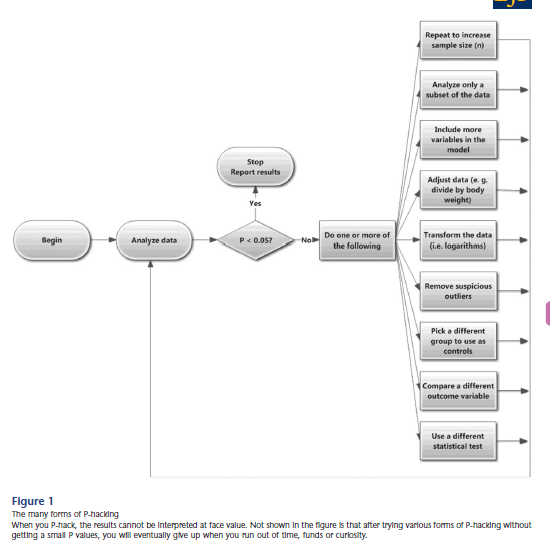 Repeat to increase
sample size (n)
Analyze only a
subset of the data
Include more
variables in the
model
Adjust data (e. g.
divide by body
weight)
Stop
Report results
Yes
Begin
Analyze data
P < 0.05?
No
Do one or more of
the following
Transform the data
(i.e. logarithms)
Remove suspicious
outliers
Pick a different
group to use as
controls
Compare a different
outcome variable
Use a different
statistical test
Figure 1
The many forms of P-hacking
When you P-hack, the results cannot be interpreted at face value. Not shown in the figure is that after trying various forms of P-hacking without
getting a small P values, you will eventually give up when you run out of time, funds or curiosity.